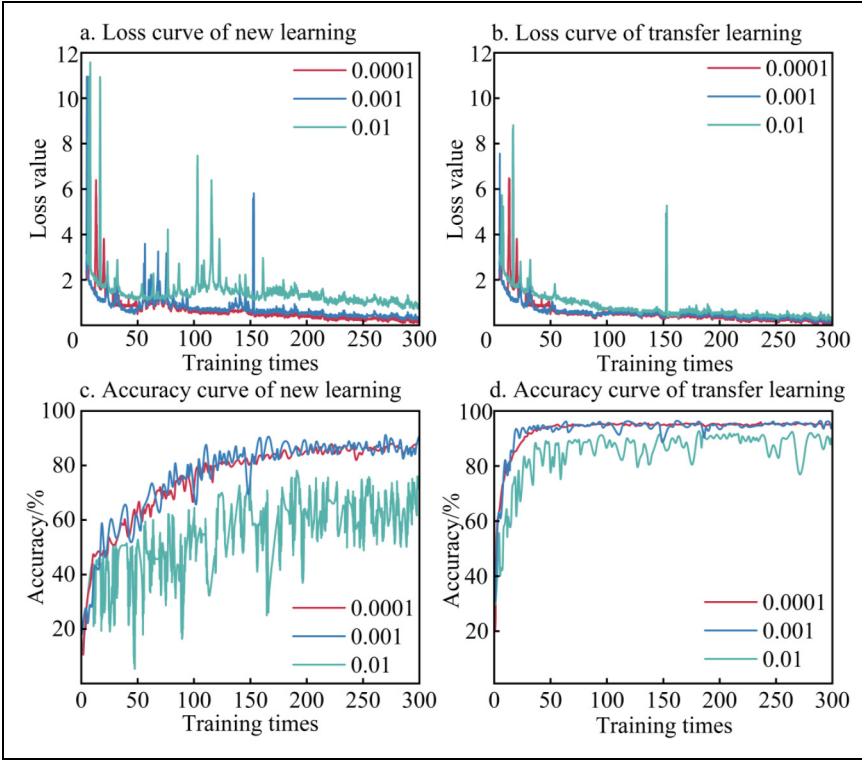 a. Loss curve of new learning
12
10
8
6
4
2
0 50 100 150 200 250 300
Loss value
Training times
0.0001
0.001
0.01
b. Loss curve of transfer learning
12
10
8
6
4
2
0 50 100 150 200 250 300
Loss value
Training times
0.0001
0.001
0.01
c. Accuracy curve of new learning
100
80
60
40
20
0 50 100 150 200 250 300
Accuracy/%
Training times
0.0001
0.001
0.01
d. Accuracy curve of transfer learning
100
80
60
40
20
0 50 100 150 200 250 300
Accuracy/%
Training times
0.0001
0.001
0.01